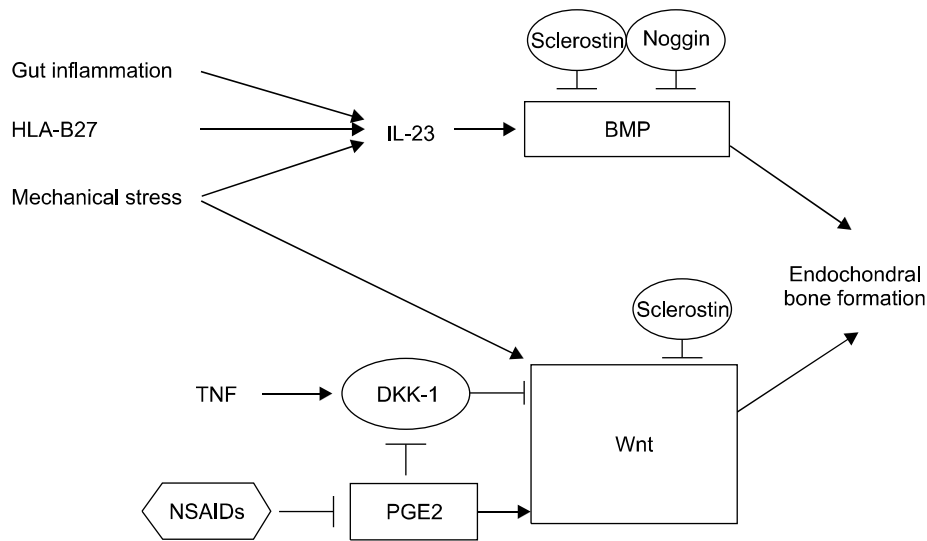 Sclerostin
Noggin
Gut inflammation
HLA-B27
IL-23
BMP
Mechanical stress
Endochondral
bone formation
Sclerostin
TNF
DKK-1
Wnt
NSAIDs
PGE2